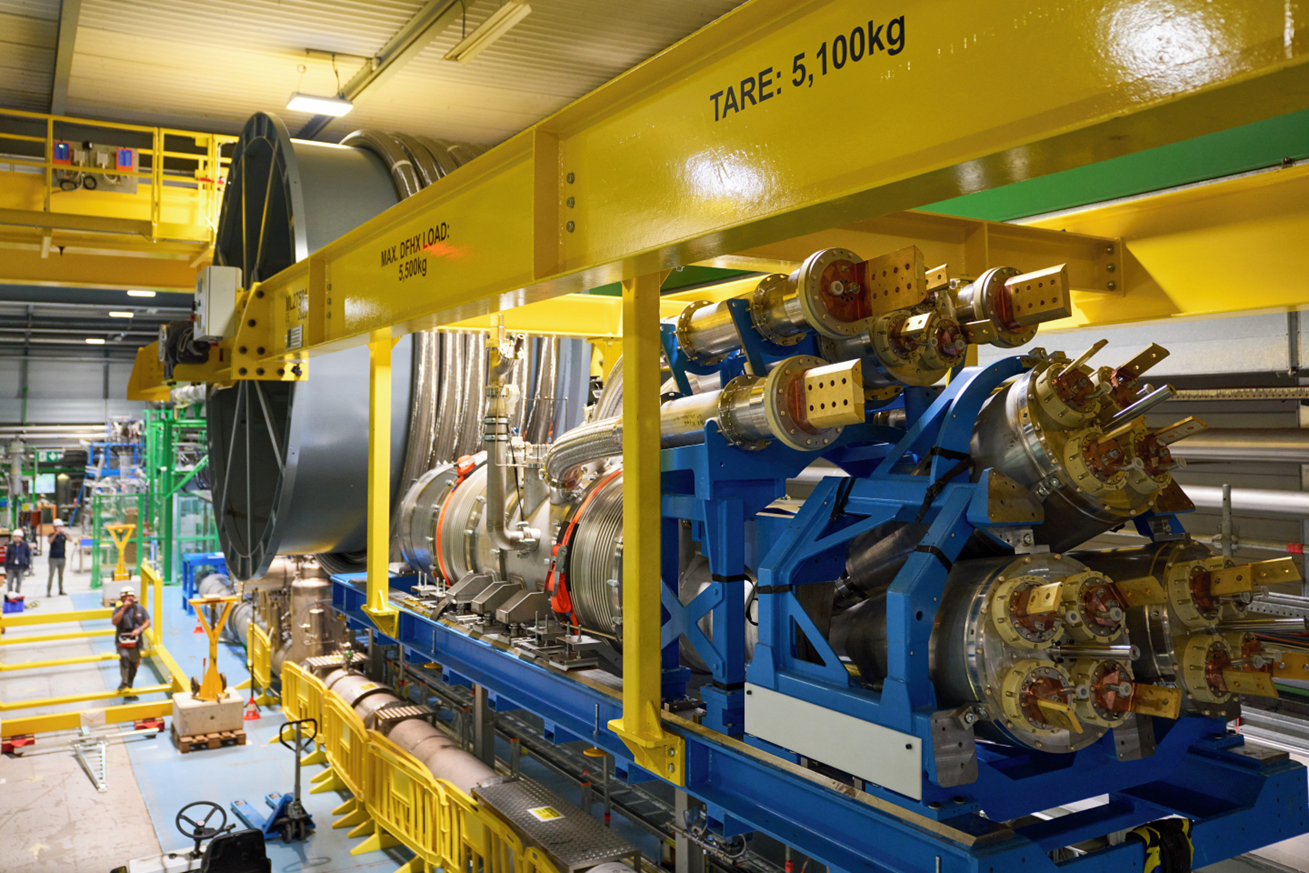 TARE: 5,100kg
MAX. DFHX LOAD:
5,500kg